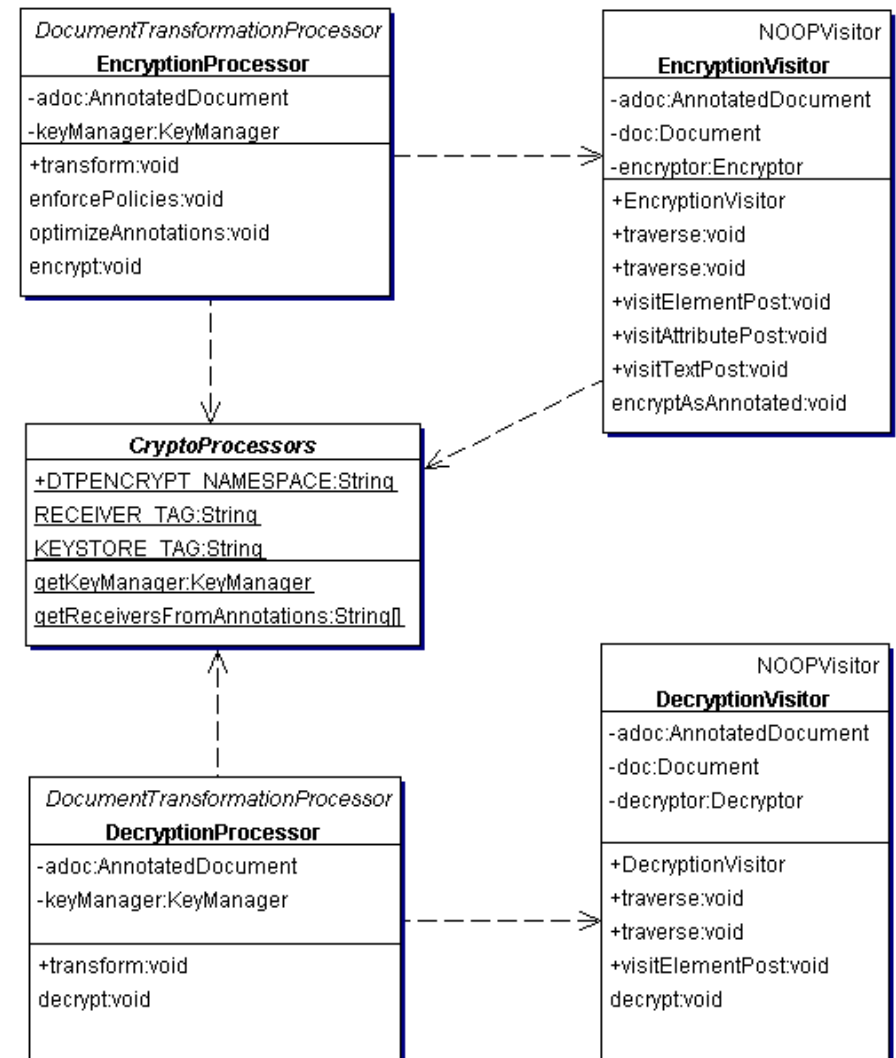 DocumentTransformationProcessor
EncryptionProcessor
-adoc:AnnotatedDocument
-keyManager:KeyManager
+transform:void
enforcePolicies:void
optimizeAnnotations:void
encrypt:void
NOOPVisitor
EncryptionVisitor
-adoc:AnnotatedDocument
-doc:Document
-encryptor:Encryptor
+EncryptionVisitor
+traverse:void
+traverse:void
+visitElementPost:void
+visitAttributePost:void
+visitTextPost:void
encryptAsAnnotated:void
CryptoProcessors
+DTPENCRYPT_NAMESPACE:String
RECEIVER_TAG:String
KEYSTORE_TAG:String
getKeyManager:KeyManager
getReceiversFromAnnotations:String[]
DocumentTransformationProcessor
DecryptionProcessor
-adoc:AnnotatedDocument
-keyManager:KeyManager
+transform:void
decrypt:void
NOOPVisitor
DecryptionVisitor
-adoc:AnnotatedDocument
-doc:Document
-decryptor:Decryptor
+DecryptionVisitor
+traverse:void
+traverse:void
+visitElementPost:void
decrypt:void